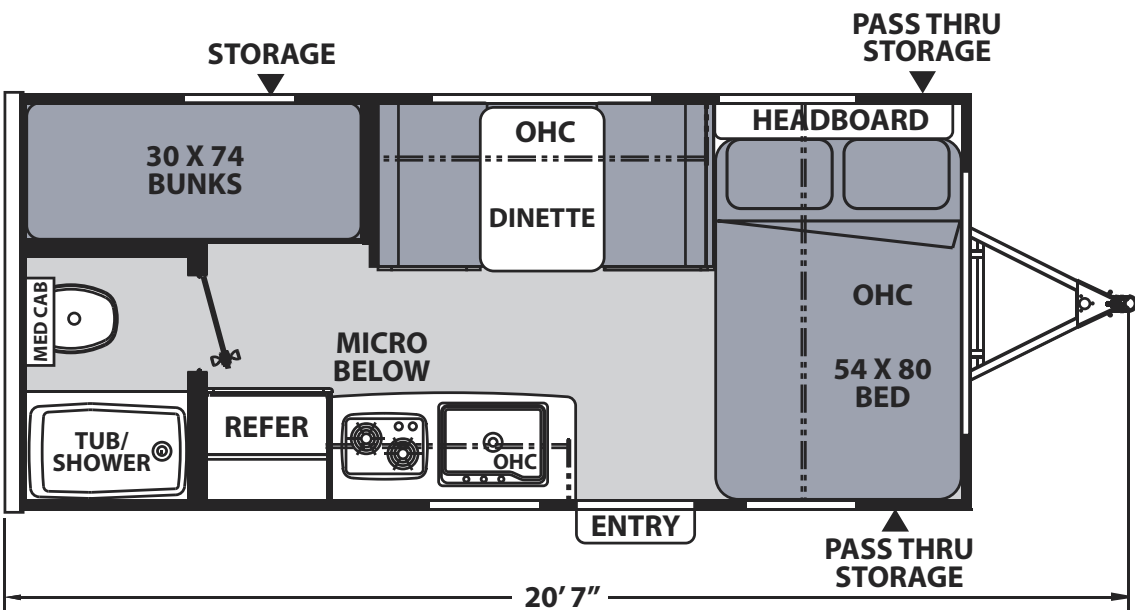 PASS THRU
STORAGE
STORAGE
HEADBOARD
OHC
30 X 74
BUNKS
DINETTE
MED CAB
OHC
MICRO
BELOW
54 X 80
BED
REFER
TUB/
SHOWER
OHC
ENTRY
PASS THRU
STORAGE
20' 7”